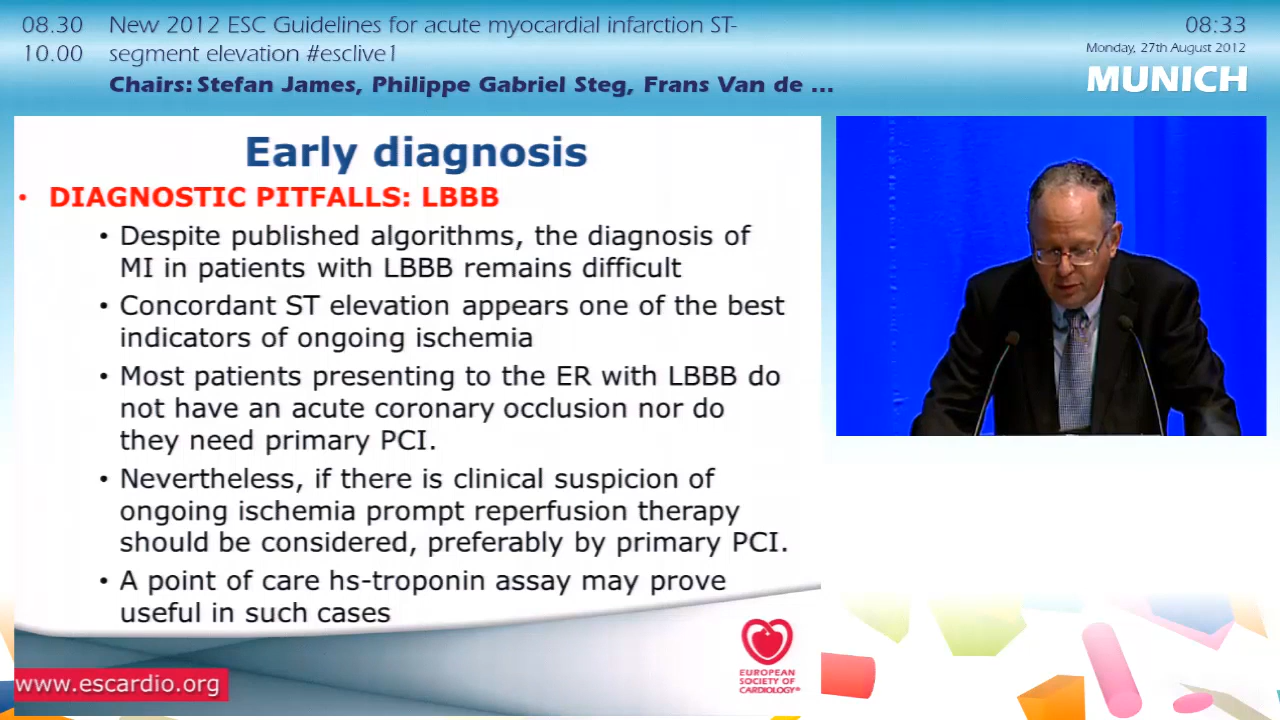 08.30 New 2012 ESC Guidelines for acute myocardial infarction ST-
10.00 segment elevation #esclive1
Chairs: Stefan James, Philippe Gabriel Steg, Frans Van de ...
08:33
Monday, 27th August 2012
MUNICH
Early diagnosis
• DIAGNOSTIC PITFALLS: LBBB
• Despite published algorithms, the diagnosis of
MI in patients with LBBB remains difficult
• Concordant ST elevation appears one of the best
indicators of ongoing ischemia
• Most patients presenting to the ER with LBBB do
not have an acute coronary occlusion nor do
they need primary PCI.
• Nevertheless, if there is clinical suspicion of
ongoing ischemia prompt reperfusion therapy
should be considered, preferably by primary PCI.
• A point of care hs-troponin assay may prove
useful in such cases
EUROPEAN
SOCIETY OF
CARDIOLOGY®
www.escardio.org